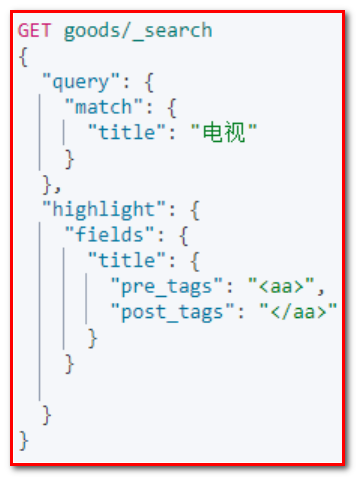 GET goods/_search
{
  "query": {
    "match": {
      "title": "电视"
    }
  },
  "highlight": {
    "fields": {
      "title": {
        "pre_tags": "<aa>",
        "post_tags": "</aa>"
      }
    }

  }
}